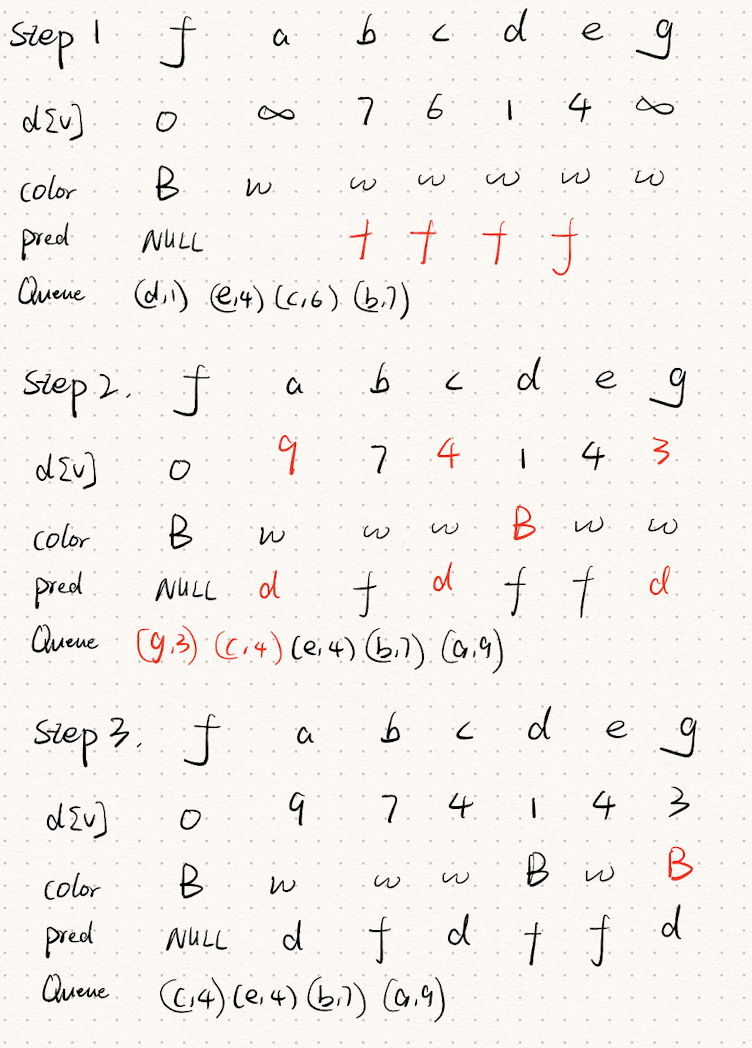 Step 1 f a b c d e g
d[v] 0 ∞ 7 6 1 4 ∞
color B w w w w w w
pred NULL f f f f
Queue (d,1) (e,4) (c,6) (b,7)
Step 2. f a b c d e g
d[v] 0 9 7 4 1 4 3
color B w w w B w w
pred NULL d f d f f d
Queue (g,3) (c,4) (e,4) (b,7) (a,9)
Step 3. f a b c d e g
d[v] 0 9 7 4 1 4 3
color B w w w B w B
pred NULL d f d f f d
Queue (c,4) (e,4) (b,7) (a,9)